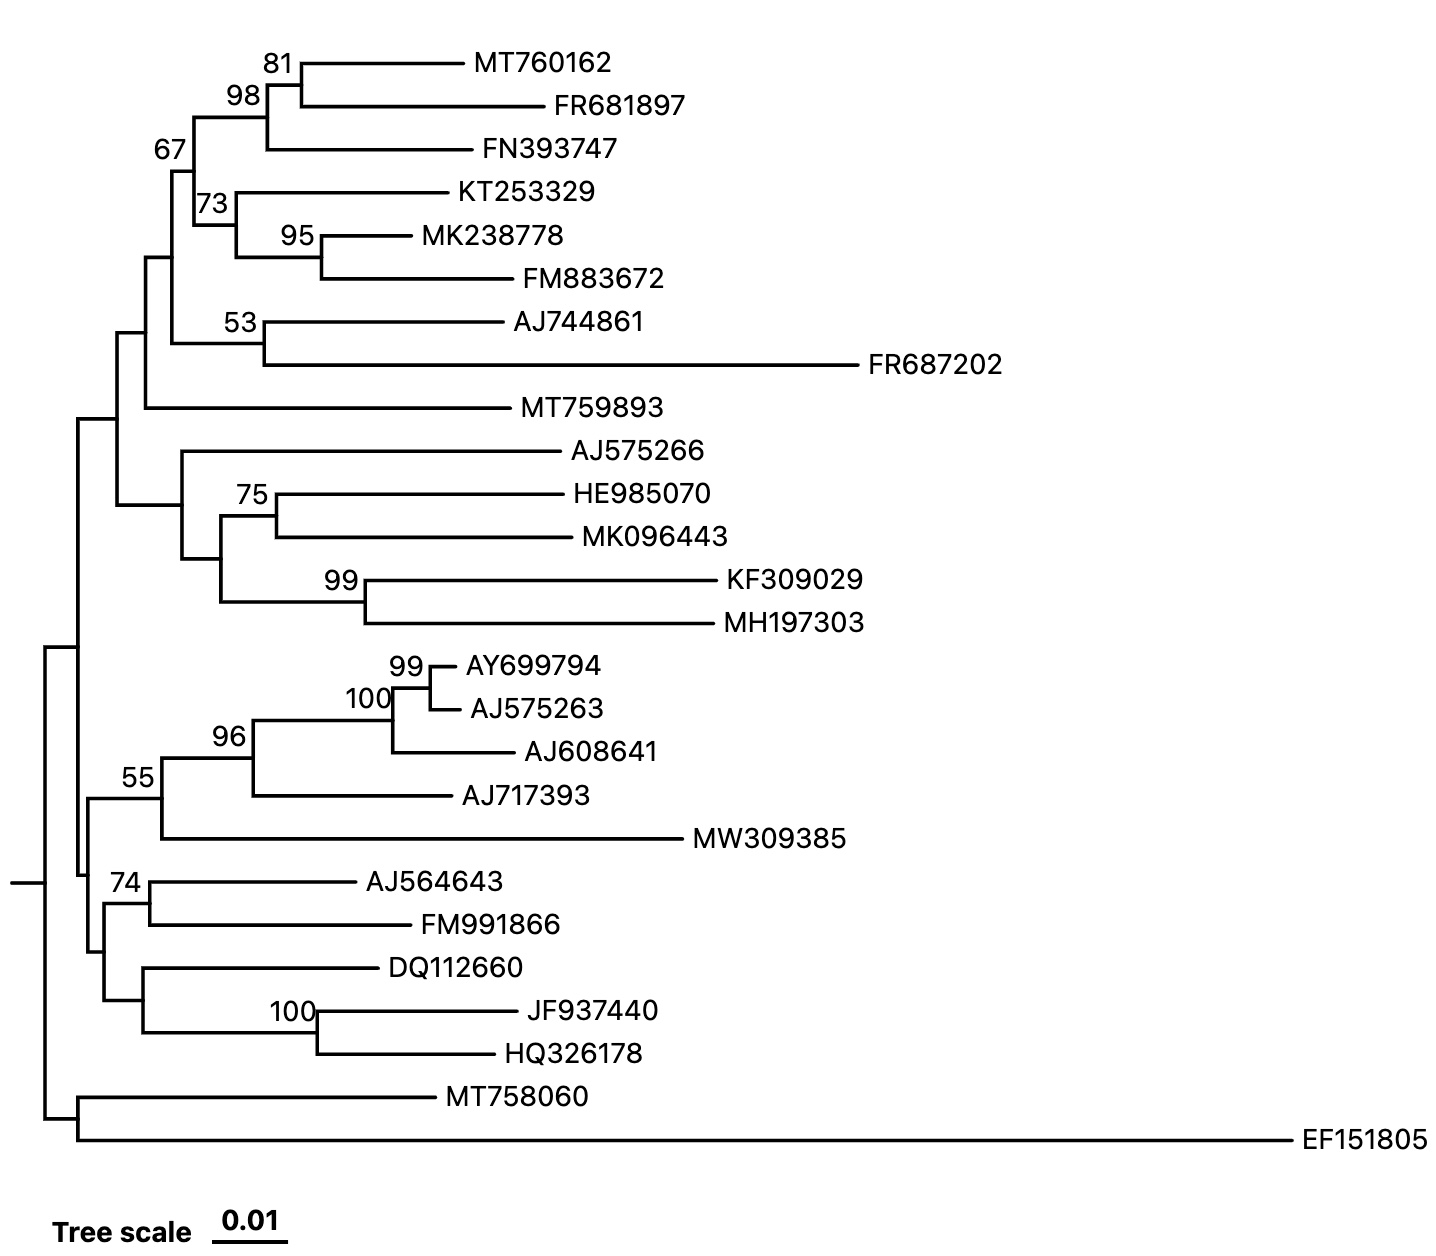 81
MT760162
98
FR681897
67
FN393747
73
KT253329
95
MK238778
FM883672
53
AJ744861
FR687202
MT759893
AJ575266
75
HE985070
MK096443
99
KF309029
MH197303
99
AY699794
100
AJ575263
96
AJ608641
55
AJ717393
MW309385
74
AJ564643
FM991866
DQ112660
100
JF937440
HQ326178
MT758060
EF151805
Tree scale 0.01